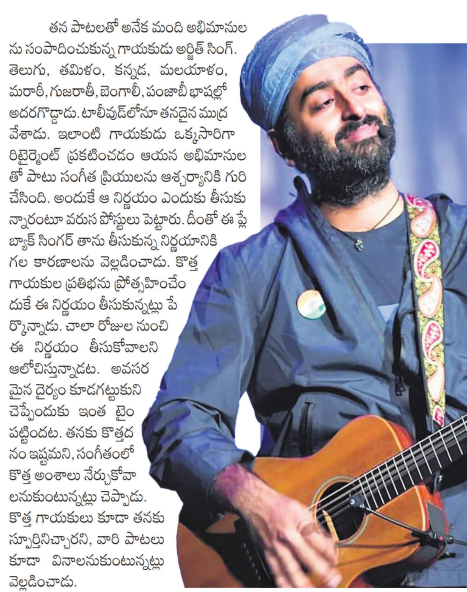 తన పాటలతో అనేక మంది అభిమానుల
ను సంపాదించుకున్న గాయకుడు అర్జిత్ సింగ్.
తెలుగు, తమిళం, కన్నడ, మలయాళం,
మరాఠీ, గుజరాతీ, బెంగాలీ, పంజాబీ భాషల్లో
అదరగొడ్డాడు. టాలీవుడ్‌లోనూ తనదైన ముద్ర
వేశాడు. ఇలాంటి గాయకుడు ఒక్కసారిగా
రిటైర్మెంట్ ప్రకటించడం ఆయన అభిమానుల
తో పాటు సంగీత ప్రియులను ఆశ్చర్యానికి గురి
చేసింది. అందుకే ఆ నిర్ణయం ఎందుకు తీసుకు
న్నారంటూ వరుస పోస్టులు పెట్టారు. దీంతో ఈ ప్లే
బ్యాక్ సింగర్ తాను తీసుకున్న నిర్ణయానికి
గల కారణాలను వెల్లడించాడు. కొత్త
గాయకుల ప్రతిభను ప్రోత్సహించేం
దుకే ఈ నిర్ణయం తీసుకున్నట్లు పే
ర్కొన్నాడు. చాలా రోజుల నుంచి
ఈ నిర్ణయం తీసుకోవాలని
ఆలోచిస్తున్నాడట. అవసర
మైన దైర్యం కూడగట్టుకుని
చెప్పేందుకు ఇంత టైం
పట్టిందట. తనకు కొత్తద
నం ఇష్టమని, సంగీతంలో
కొత్త అంశాలు నేర్చుకోవా
లనుకుంటున్నట్లు చెప్పాడు.
కొత్త గాయకులు కూడా తనకు
స్ఫూర్తినిచ్చారని, వారి పాటలు
కూడా వినాలనుకుంటున్నట్లు
వెల్లడించాడు.